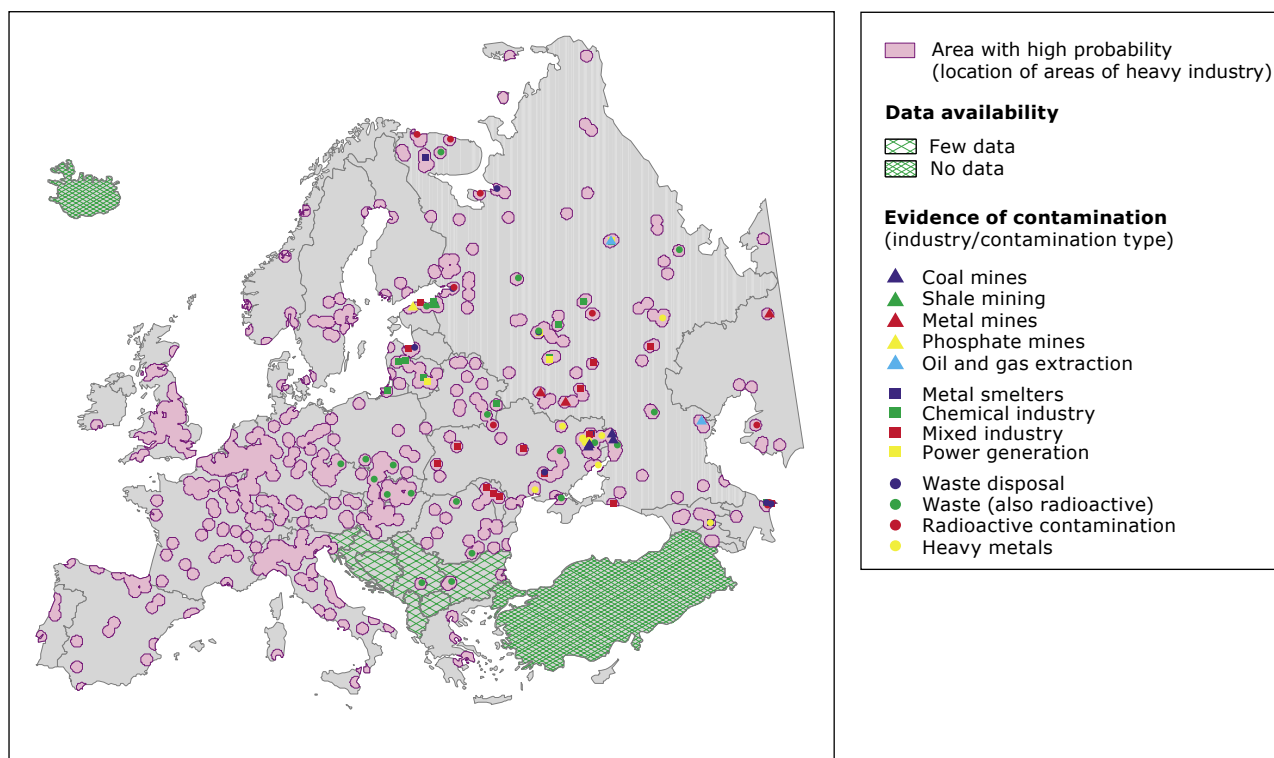 Area with high probability
(location of areas of heavy industry)
Data availability
Few data
No data
Evidence of contamination
(industry/contamination type)
Coal mines
Shale mining
Metal mines
Phosphate mines
Oil and gas extraction
Metal smelters
Chemical industry
Mixed industry
Power generation
Waste disposal
Waste (also radioactive)
Radioactive contamination
Heavy metals